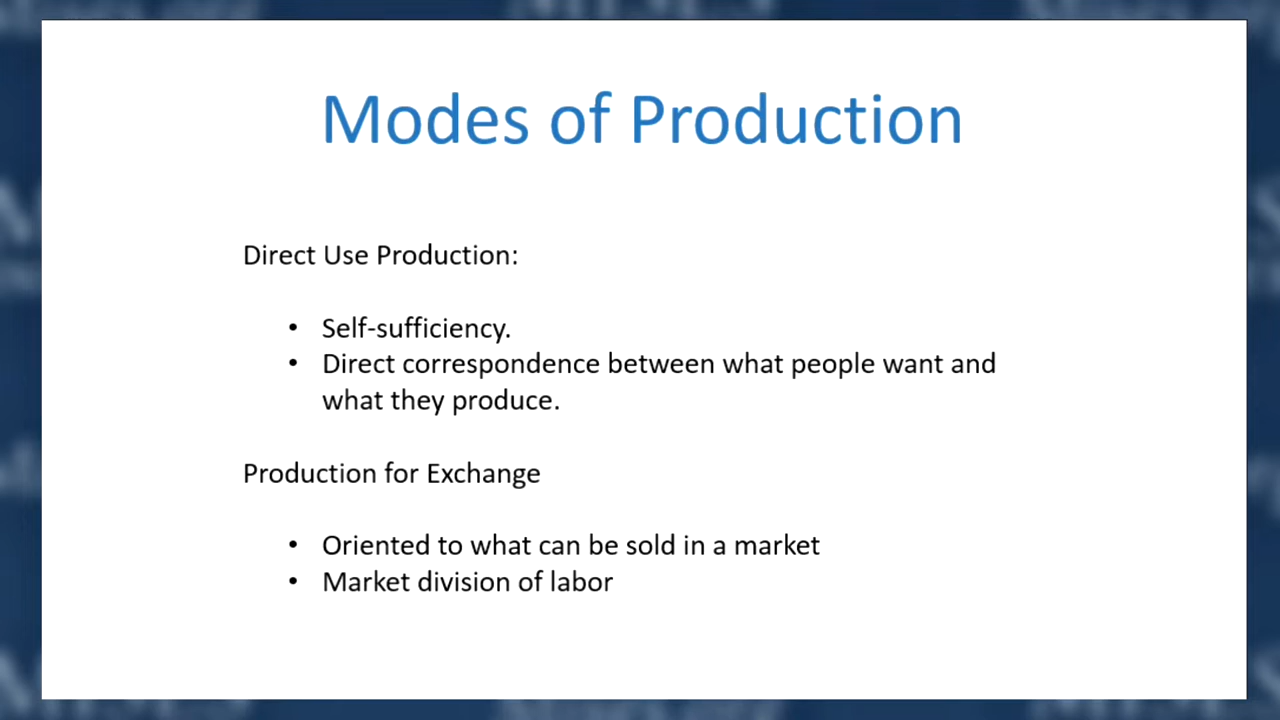 Modes of Production
Direct Use Production:
• Self-sufficiency.
• Direct correspondence between what people want and
what they produce.
Production for Exchange
• Oriented to what can be sold in a market
• Market division of labor